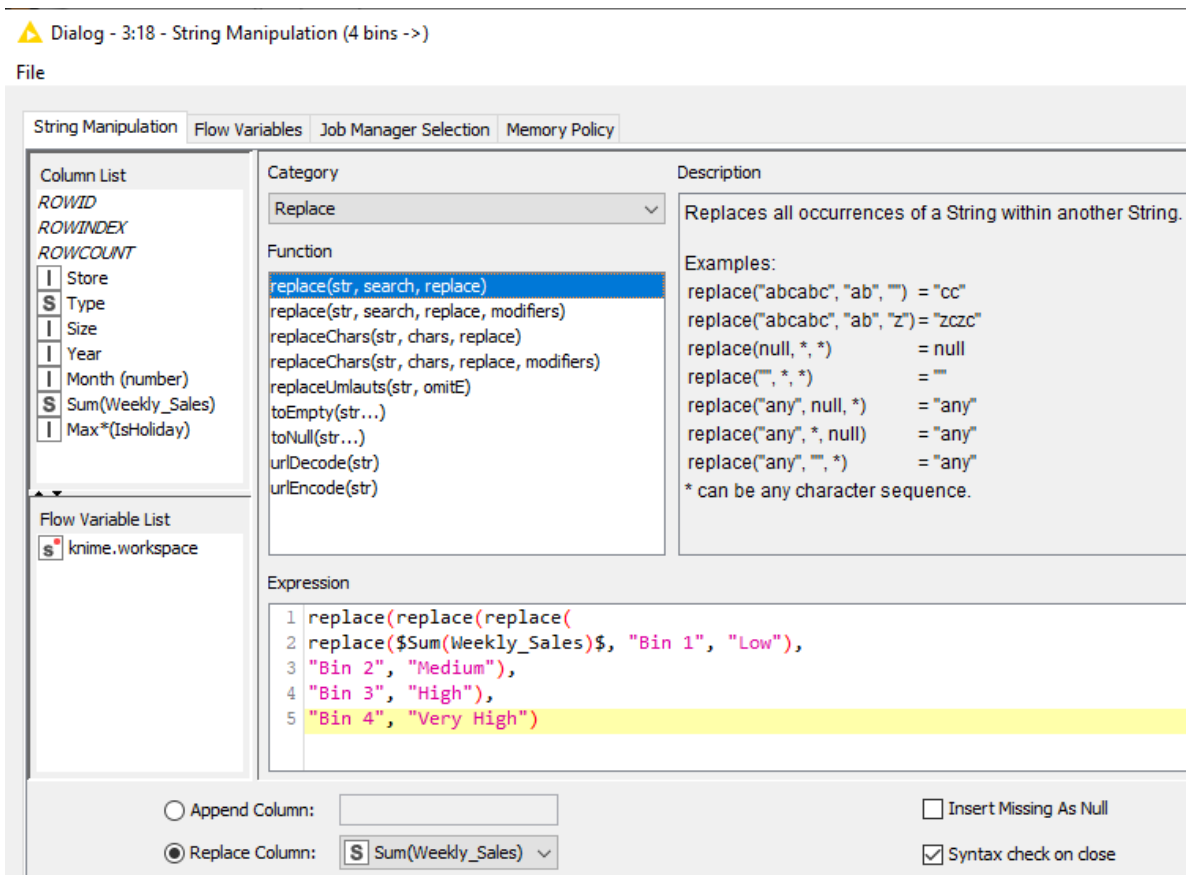 Dialog - 3:18 - String Manipulation (4 bins ->)
File
String Manipulation
Flow Variables
Job Manager Selection
Memory Policy
Column List
ROWID
ROWINDEX
ROWCOUNT
I Store
S Type
I Size
I Year
I Month (number)
S Sum(Weekly_Sales)
I Max*(IsHoliday)
Flow Variable List
s knime.workspace
Category
Replace
Function
replace(str, search, replace)
replace(str, search, replace, modifiers)
replaceChars(str, chars, replace)
replaceChars(str, chars, replace, modifiers)
replaceUmlauts(str, omitE)
toEmpty(str...)
toNull(str...)
urlDecode(str)
urlEncode(str)
Description
Replaces all occurrences of a String within another String.
Examples:
replace("abcabc", "ab", "") = "cc"
replace("abcabc", "ab", "z") = "zczc"
replace(null, *, *) = null
replace("", *, *) = ""
replace("any", null, *) = "any"
replace("any", *, null) = "any"
replace("any", "", *) = "any"
* can be any character sequence.
Expression
1 replace(replace(replace(
2 replace($Sum(Weekly_Sales)$, "Bin 1", "Low"),
3 "Bin 2", "Medium"),
4 "Bin 3", "High"),
5 "Bin 4", "Very High")
Append Column:
Insert Missing As Null
Replace Column: S Sum(Weekly_Sales)
Syntax check on close